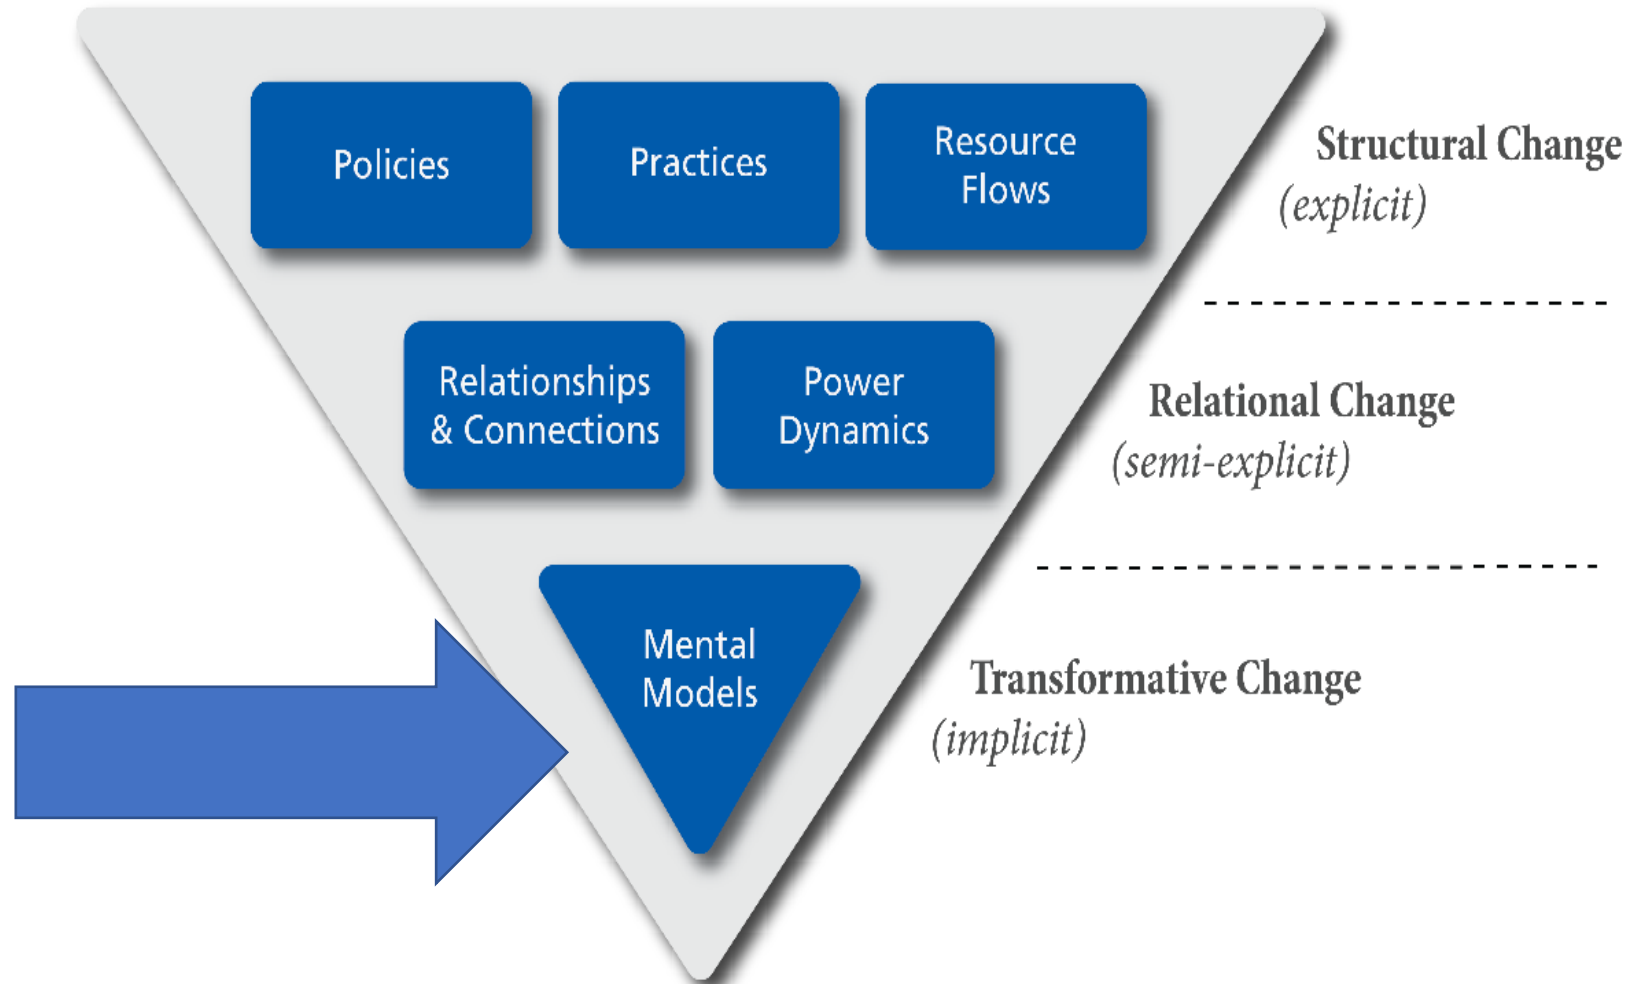 Policies
Practices
Resource
Flows
Structural Change
(explicit)
Relationships
& Connections
Power
Dynamics
Relational Change
(semi-explicit)
Mental
Models
Transformative Change
(implicit)